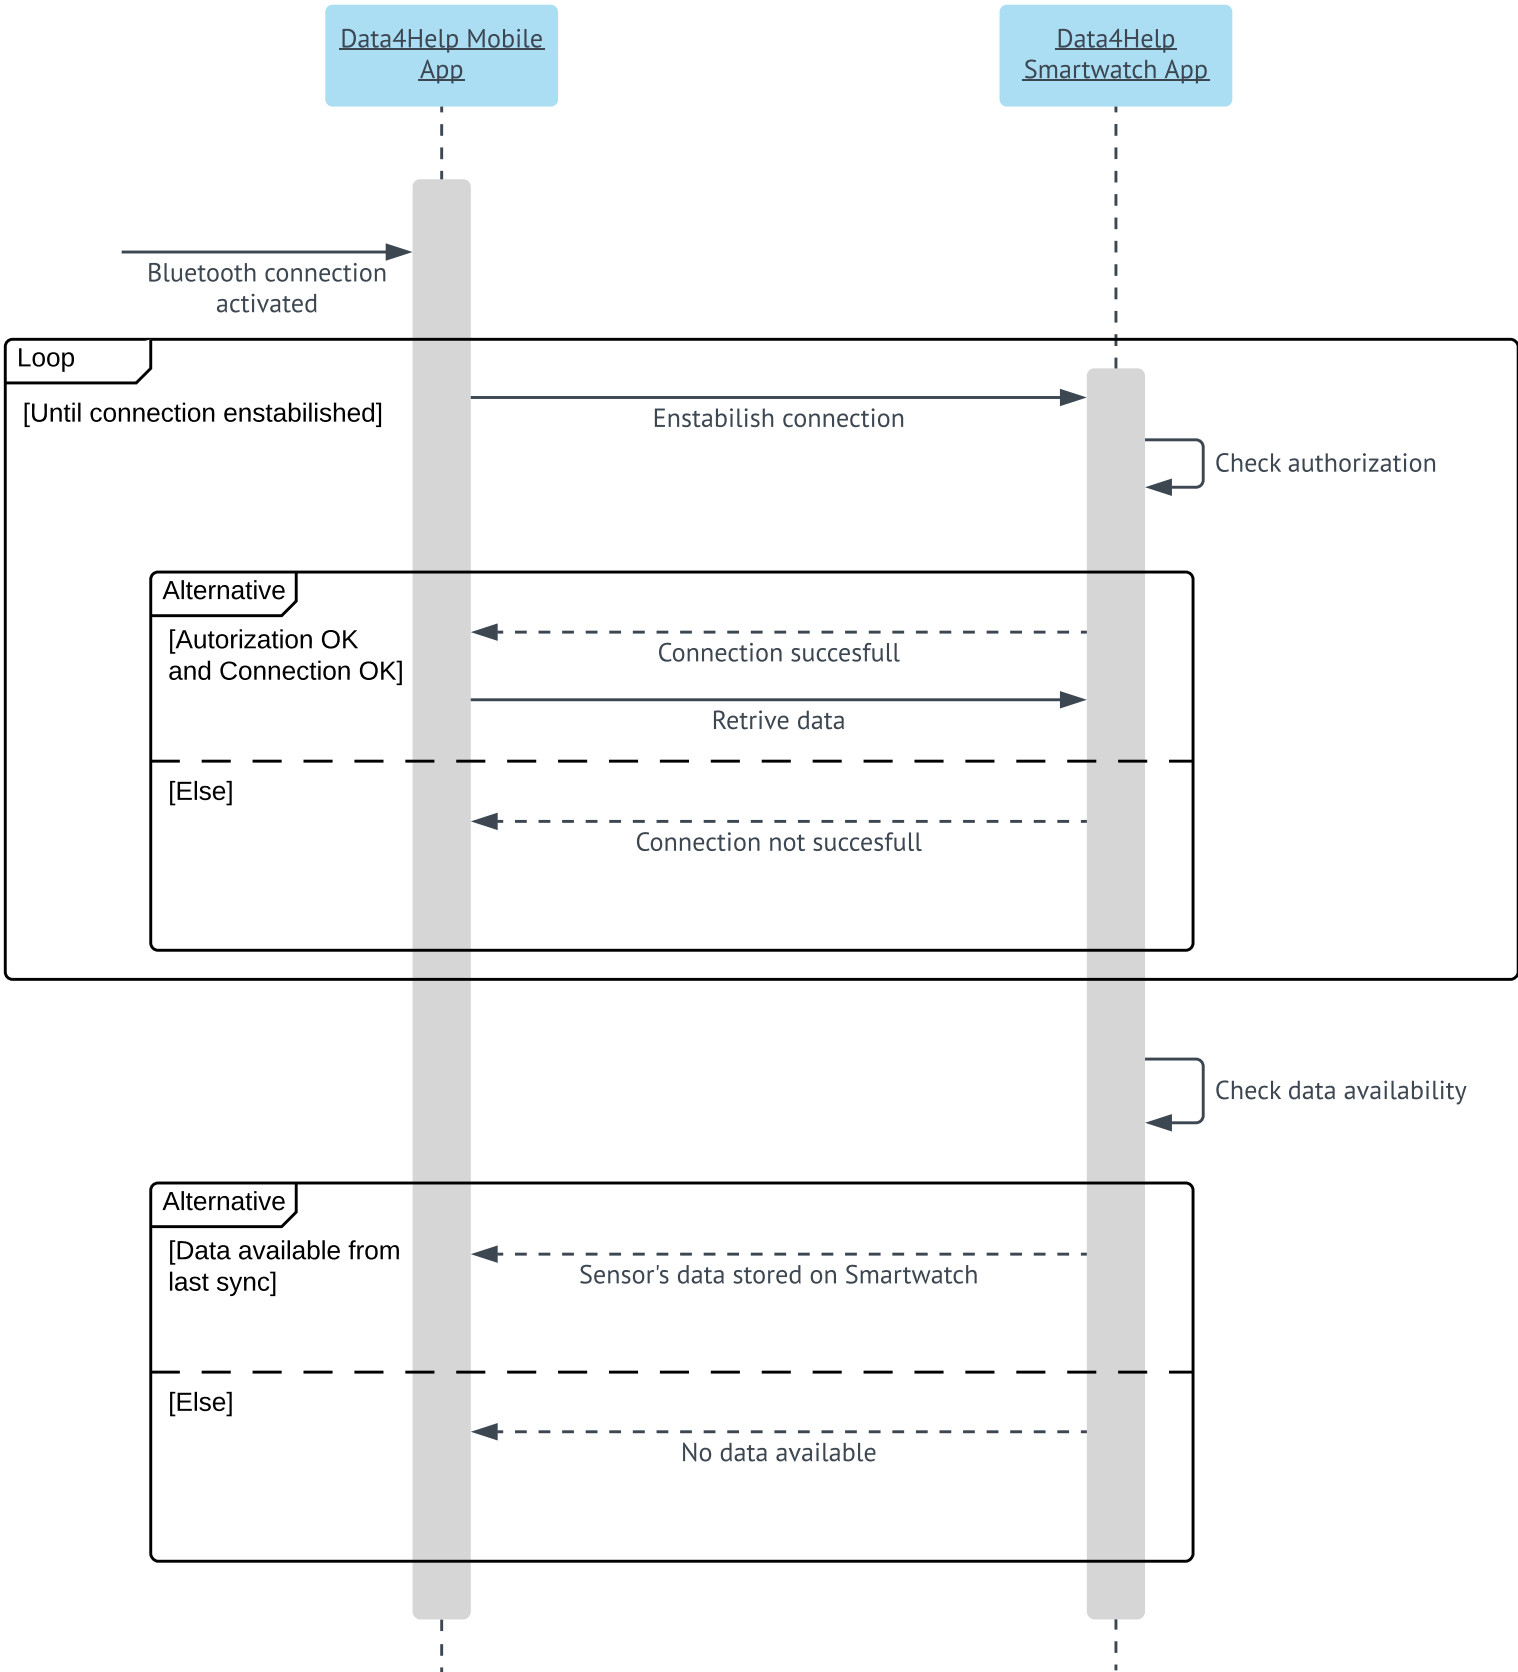 Data4Help Mobile
App
Data4Help
Smartwatch App
Bluetooth connection
activated
Loop
[Until connection enstabilished]
Enstabilish connection
Check authorization
Alternative
[Autorization OK
and Connection OK]
Connection succesfull
Retrive data
[Else]
Connection not succesfull
Check data availability
Alternative
[Data available from
last sync]
Sensor's data stored on Smartwatch
[Else]
No data available